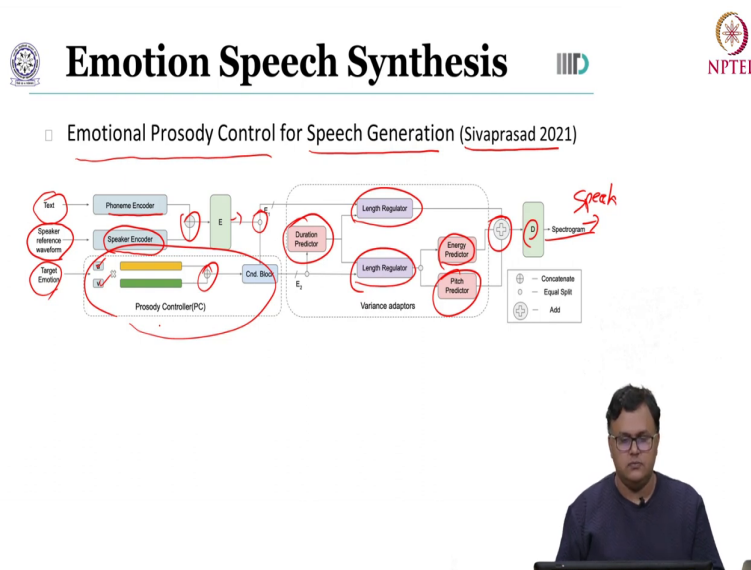 Emotion Speech Synthesis
NPTEL
Emotional Prosody Control for Speech Generation (Sivaprasad 2021)
Speak
Text
Phoneme Encoder
Speaker reference waveform
Speaker Encoder
Target Emotion
Prosody Controller(PC)
E
E1
Cnd. Block
E2
Duration Predictor
Length Regulator
Length Regulator
Energy Predictor
Pitch Predictor
Variance adaptors
D
Spectrogram
Concatenate
Equal Split
Add